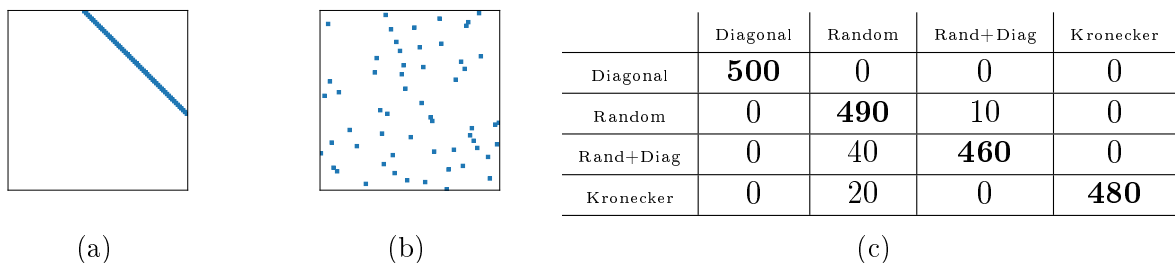 Diagonal Random Rand+Diag Kronecker
Diagonal 500 0 0 0
Random 0 490 10 0
Rand+Diag 0 40 460 0
Kronecker 0 20 0 480
(a) (b) (c)